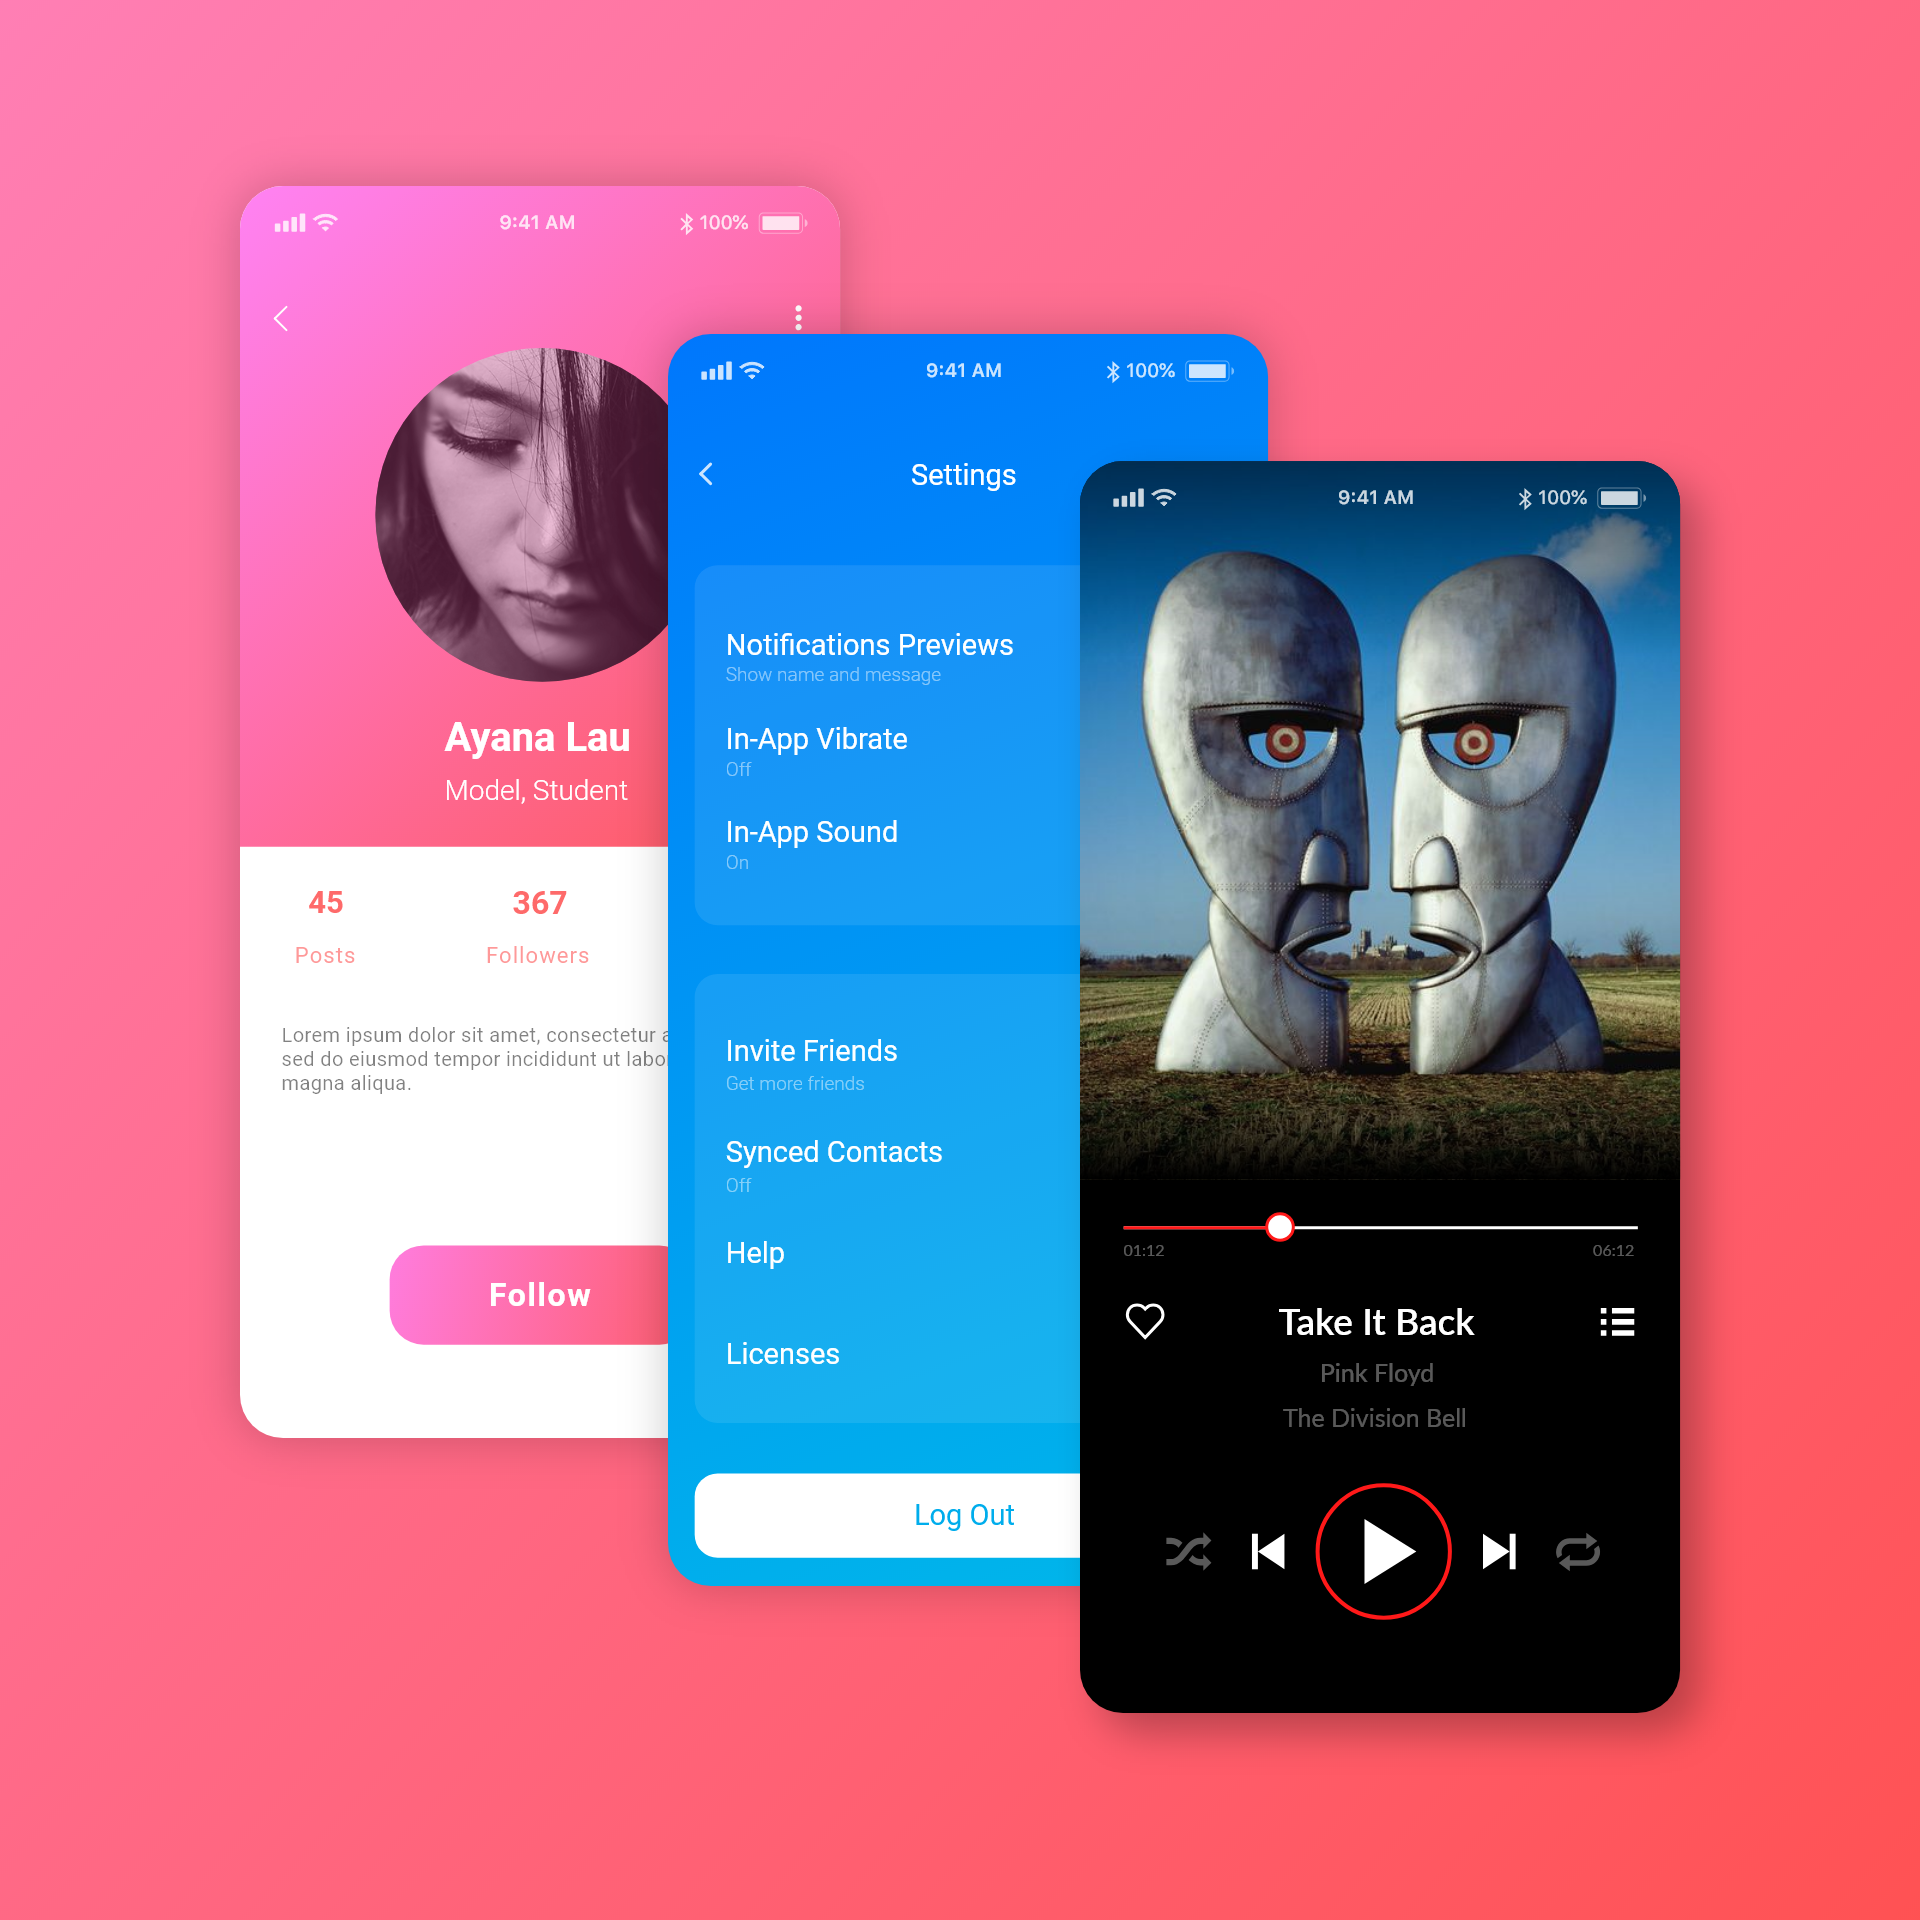 9:41 AM
100%
Ayana Lau
Model, Student
45
367
Posts
Followers
Lorem ipsum dolor sit amet, consectetur
sed do eiusmod tempor incididunt ut
magna aliqua.
Follow
9:41 AM
100%
Settings
Notifications Previews
Show name and message
In-App Vibrate
Off
In-App Sound
On
Invite Friends
Get more friends
Synced Contacts
Off
Help
Licenses
Log Out
9:41 AM
100%
01:12
06:12
Take It Back
Pink Floyd
The Division Bell